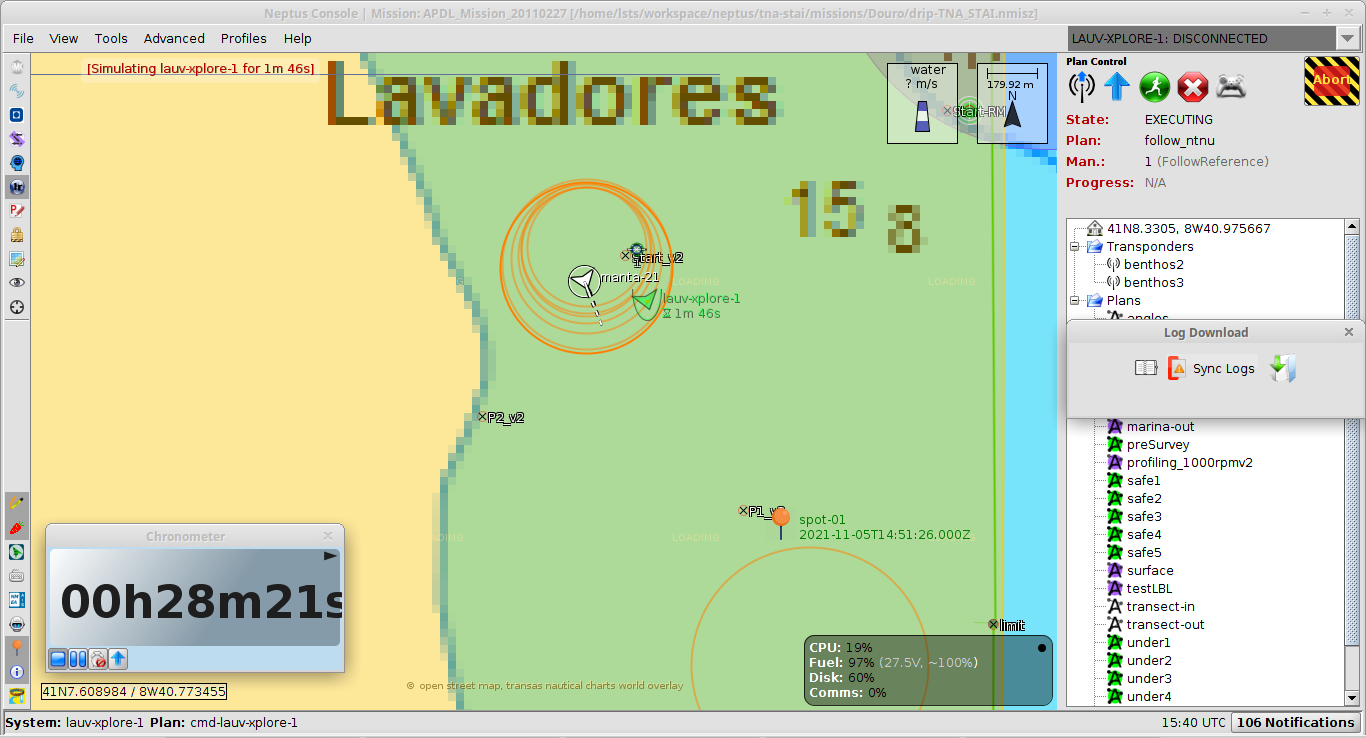 Neptus Console | Mission: APDL_Mission_20110227 [/home/lsts/workspace/neptus/tna-stai/missions/Douro/drip-TNA_STAI.nmisz]
File View Tools Advanced Profiles Help
LAUV-XPLORE-1: DISCONNECTED
[Simulating lauv-xplore-1 for 1m 46s]
Lavadores
water
? m/s
179.92 m
N
Start-RM
15 8
Start_v2
1
manta-21
LOADING
LOADING
lauv-xplore-1
1m 46s
P2_v2
spot-01
2021-11-05T14:51:26.000Z
LOADING
limit
Chronometer
00h28m21s
CPU: 19%
Fuel: 97% (27.5V, ~100%)
Disk: 60%
Comms: 0%
© open street map, transas nautical charts world overlay
41N7.608984 / 8W40.773455
Plan Control
Abort
State: EXECUTING
Plan: follow_ntnu
Man.: 1 (FollowReference)
Progress: N/A
41N8.3305, 8W40.975667
Transponders
benthos2
benthos3
Plans
angles
Log Download
Sync Logs
marina-out
preSurvey
profiling_1000rpmv2
safe1
safe2
safe3
safe4
safe5
surface
testLBL
transect-in
transect-out
under1
under2
under3
under4
System: lauv-xplore-1 Plan: cmd-lauv-xplore-1
15:40 UTC
106 Notifications